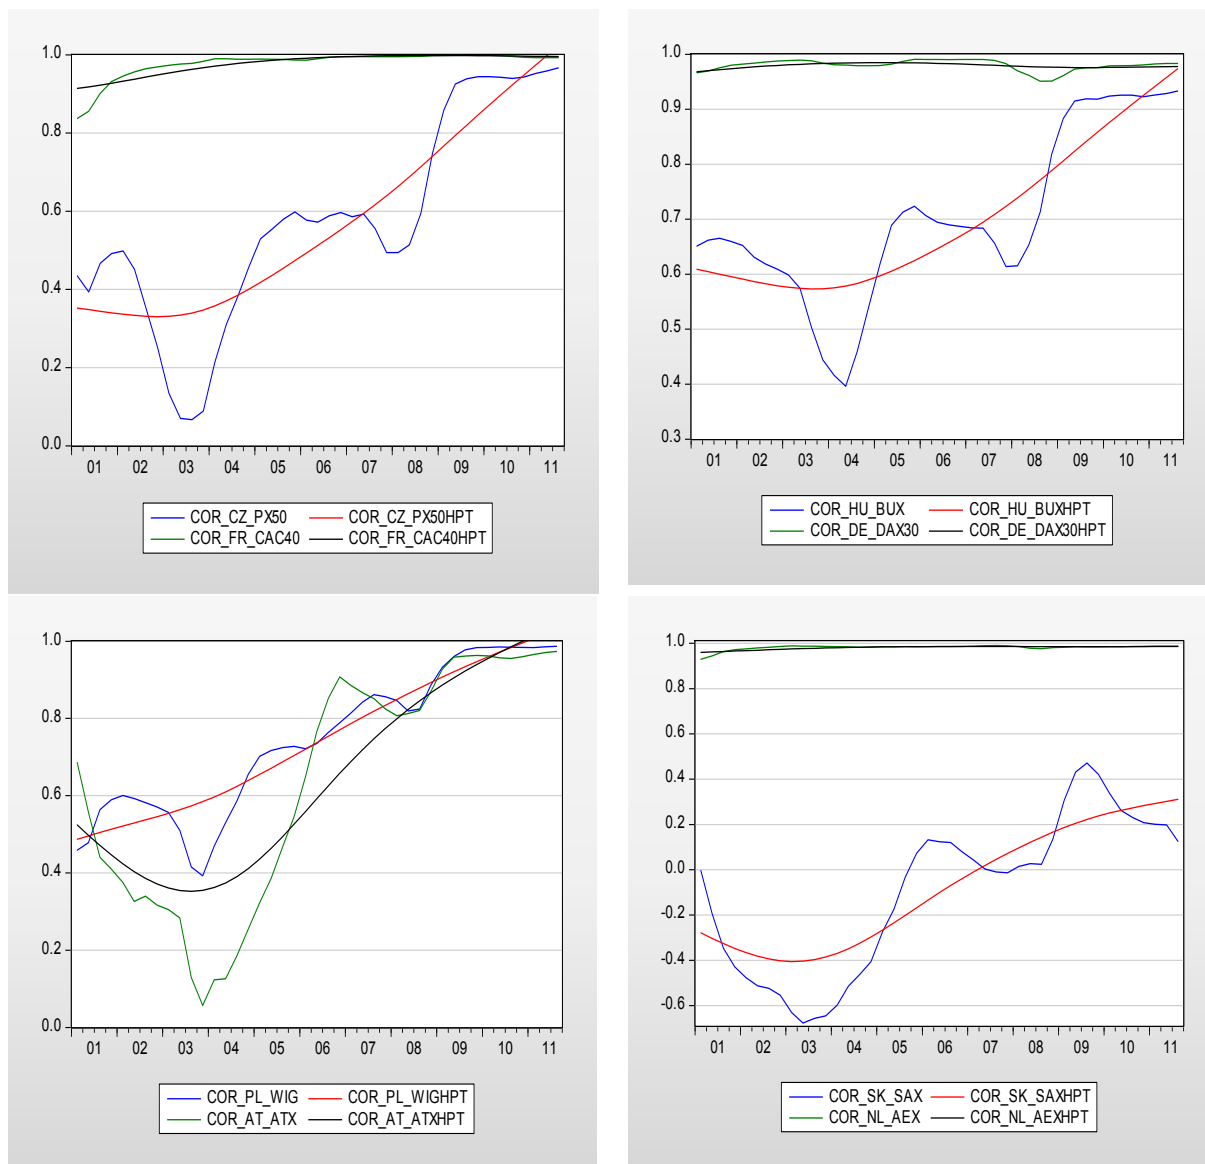 1.0
0.8
0.6
0.4
0.2
0.0
01 02 03 04 05 06 07 08 09 10 11
COR_CZ_PX50 COR_CZ_PX50HPT
COR_FR_CAC40 COR_FR_CAC40HPT
1.0
0.9
0.8
0.7
0.6
0.5
0.4
0.3
01 02 03 04 05 06 07 08 09 10 11
COR_HU_BUX COR_HU_BUXHPT
COR_DE_DAX30 COR_DE_DAX30HPT
1.0
0.8
0.6
0.4
0.2
0.0
01 02 03 04 05 06 07 08 09 10 11
COR_PL_WIG COR_PL_WIGHPT
COR_AT_ATX COR_AT_ATXHPT
1.0
0.8
0.4
0.2
0.0
-0.2
-0.4
-0.6
01 02 03 04 05 06 07 08 09 10 11
COR_SK_SAX COR_SK_SAXHPT
COR_NL_AEX COR_NL_AEXHPT